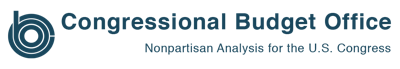 Congressional Budget Office
Nonpartisan Analysis for the U.S. Congress